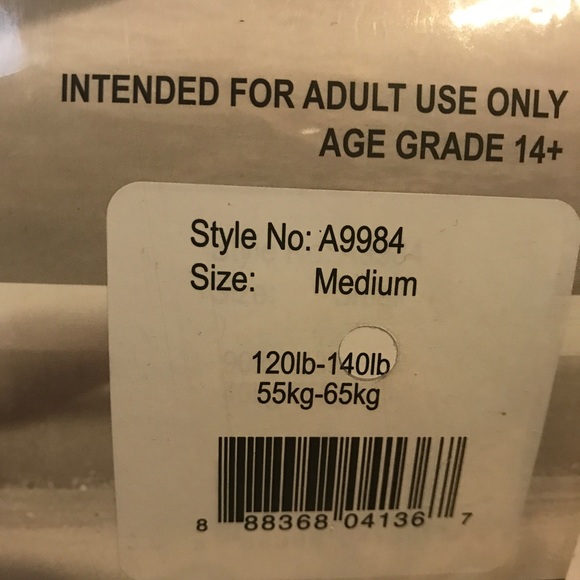 INTENDED FOR ADULT USE ONLY
AGE GRADE 14+
Style No: A9984
Size: Medium
120lb-140lb
55kg-65kg
8 88368 04136 7